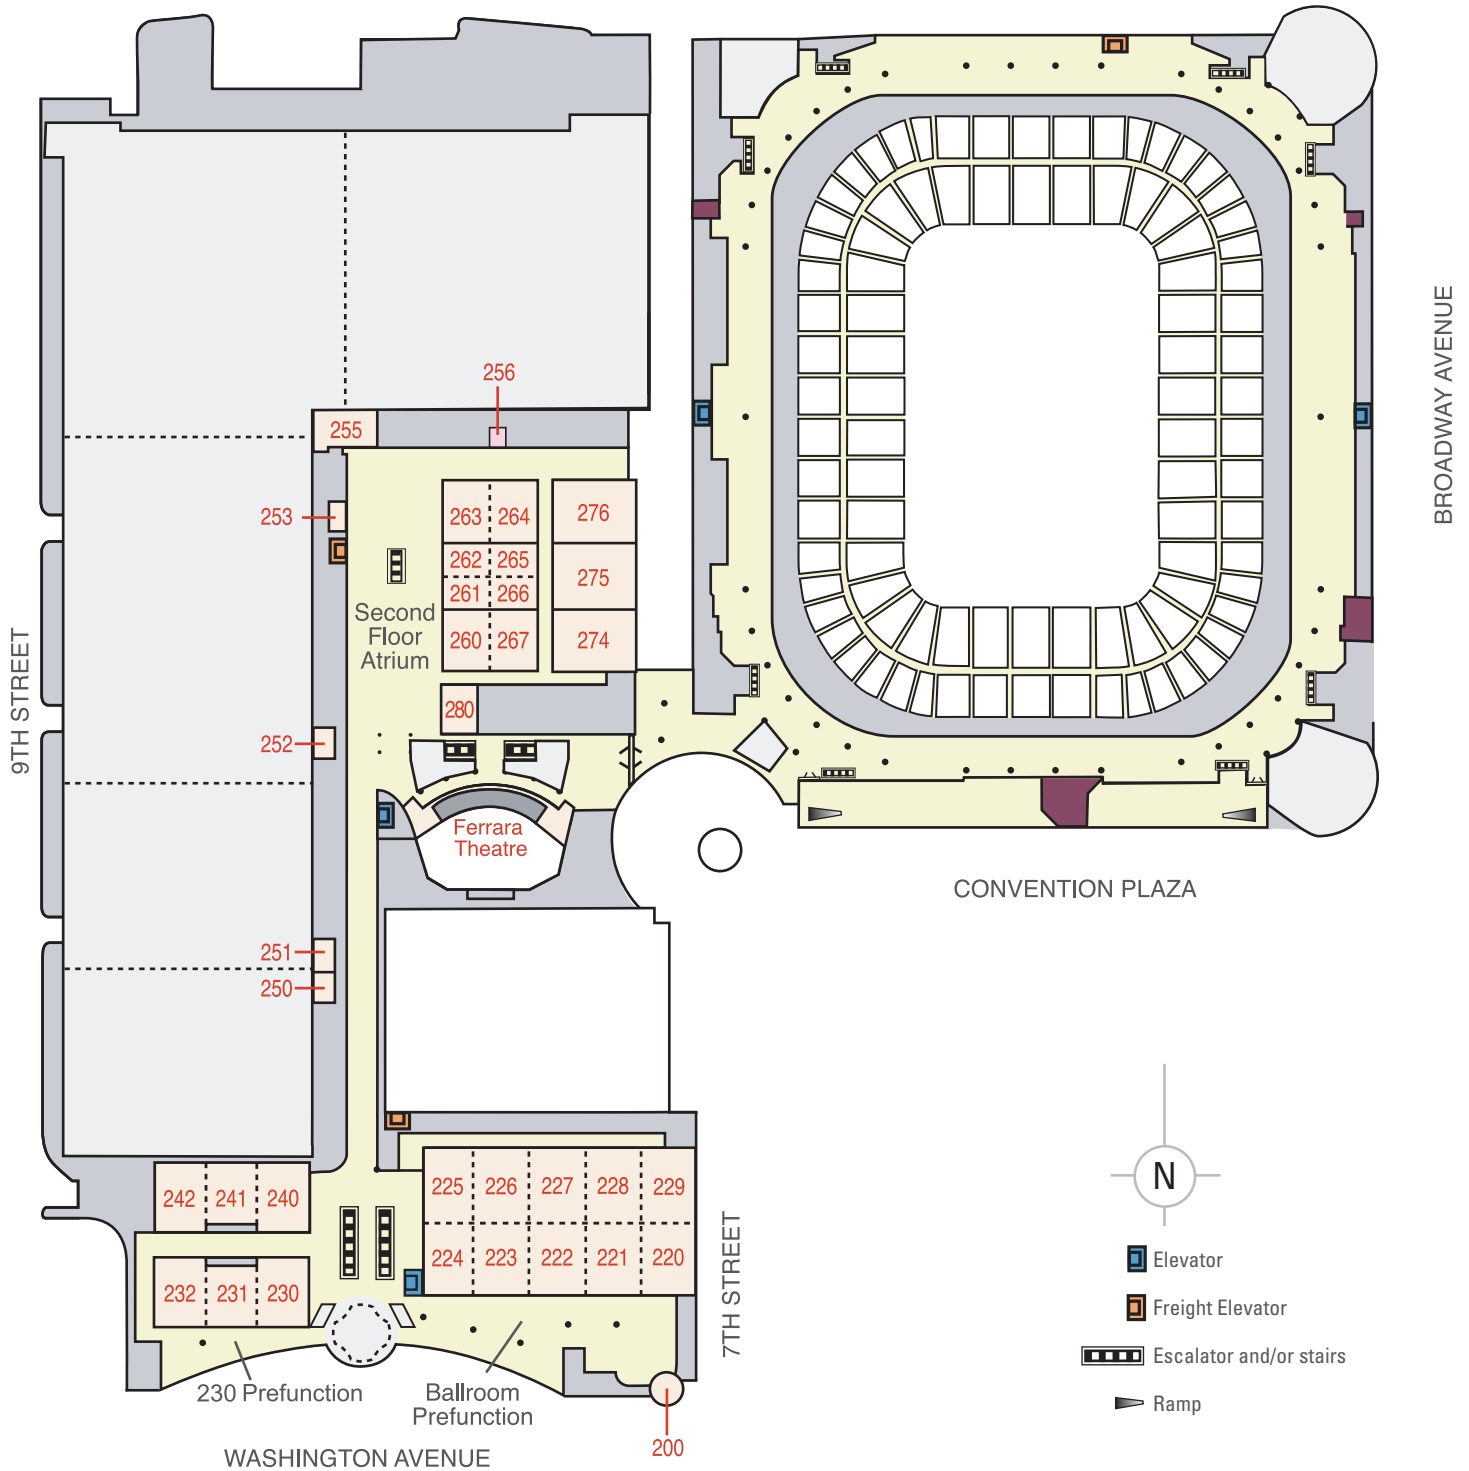 256
255
253
263
264
276
262
265
261
266
275
260
267
274
Second
Floor
Atrium
280
252
Ferrara
Theatre
251
250
9TH STREET
BROADWAY AVENUE
CONVENTION PLAZA
242
241
240
225
226
227
228
229
224
223
222
221
220
232
231
230
7TH STREET
230 Prefunction
Ballroom
Prefunction
200
WASHINGTON AVENUE
N
Elevator
Freight Elevator
Escalator and/or stairs
Ramp